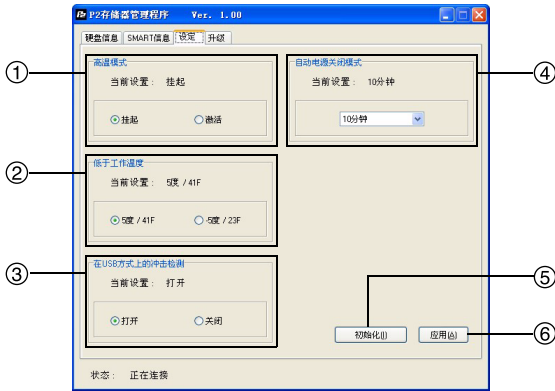 P2存储器管理程序 Ver. 1.00
硬盘信息 SMART信息 设定 升级
① 高温模式
当前设置: 挂起
挂起 激活
② 低于工作温度
当前设置: 5度 / 41F
5度 / 41F -5度 / 23F
③ 在USB方式上的冲击检测
当前设置: 打开
打开 关闭
④ 自动电源关闭模式
当前设置: 10分钟
10分钟
⑤ 初始化(I)
⑥ 应用(A)
状态: 正在连接